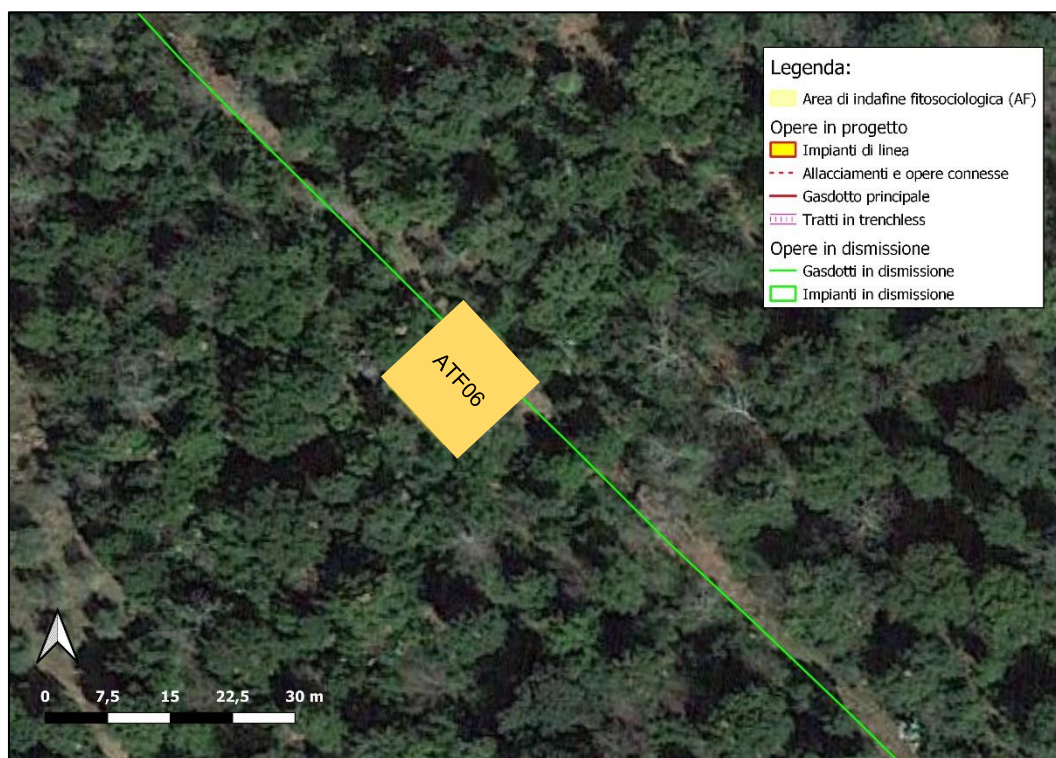 Legenda:
Area di indafine fitosociologica (AF)
Opere in progetto
Impianti di linea
Allacciamenti e opere connesse
Gasdotto principale
Tratti in trenchless
Opere in dismissione
Gasdotti in dismissione
Impianti in dismissione
ATF06
0 7,5 15 22,5 30 m